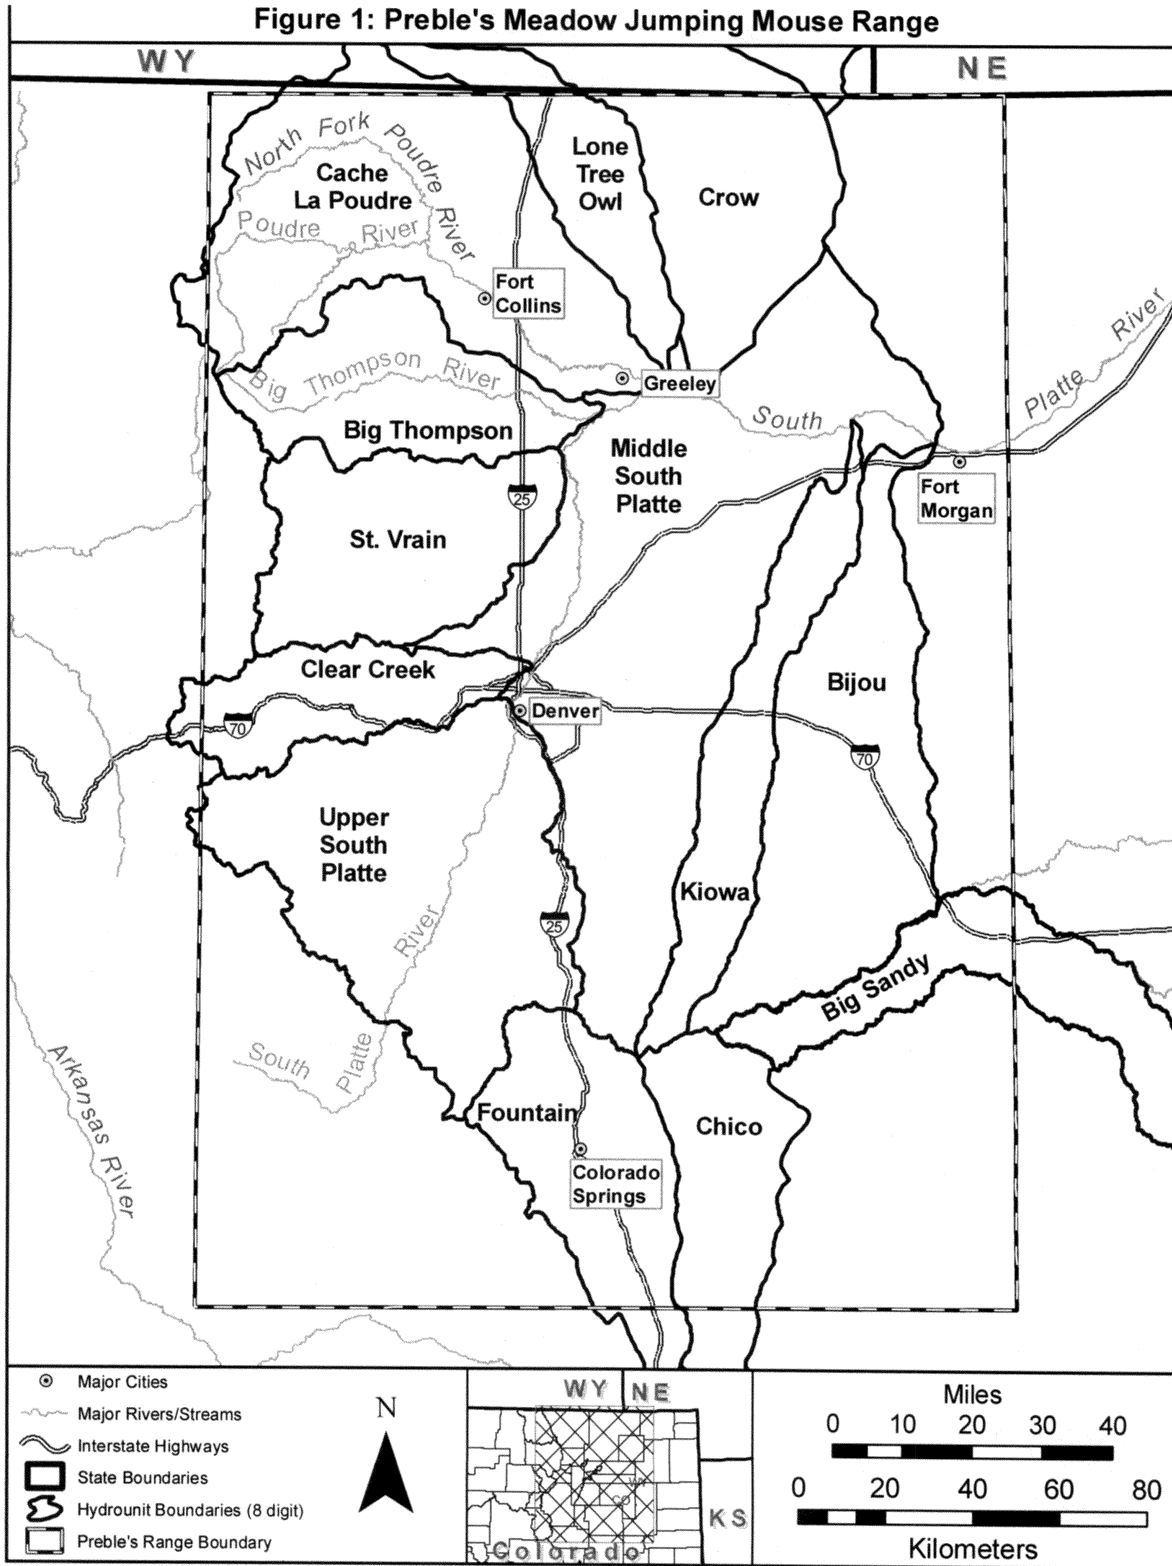 Figure 1: Preble's Meadow Jumping Mouse Range
WY
NE
North Fork Poudre River
Cache
La Poudre
Poudre River
Lone
Tree
Owl
Crow
Fort
Collins
Big Thompson River
Greeley
South Platte River
Big Thompson
Middle
South
Platte
Fort
Morgan
25
St. Vrain
Clear Creek
Bijou
70
Denver
70
Upper
South
Platte
Kiowa
River
25
Big Sandy
South Platte
Arkansas River
Fountain
Chico
Colorado
Springs
Major Cities
Major Rivers/Streams
Interstate Highways
State Boundaries
Hydrounit Boundaries (8 digit)
Preble's Range Boundary
N
WY NE
KS
Colorado
Miles
0 10 20 30 40
0 20 40 60 80
Kilometers